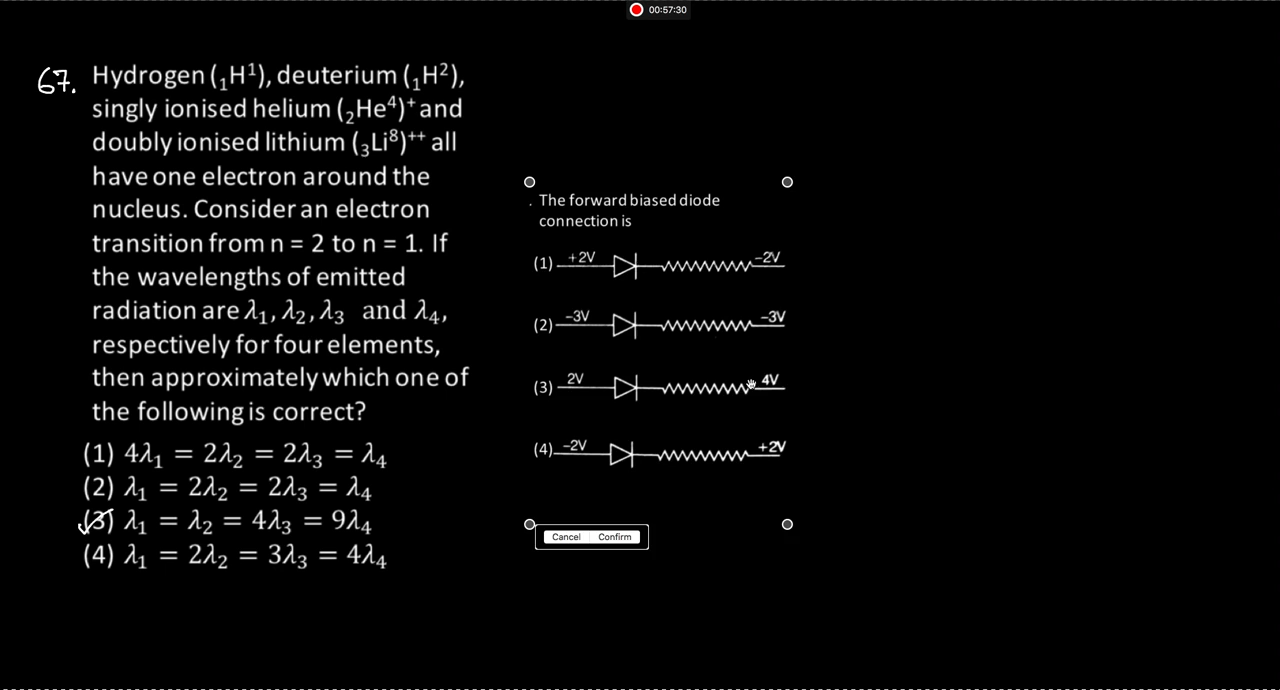 00:57:30
67. Hydrogen (₁H¹), deuterium (₁H²),
singly ionised helium (₂He⁴)⁺ and
doubly ionised lithium (₃Li⁸)⁺⁺ all
have one electron around the
nucleus. Consider an electron
transition from n = 2 to n = 1. If
the wavelengths of emitted
radiation are λ₁, λ₂, λ₃ and λ₄,
respectively for four elements,
then approximately which one of
the following is correct?
(1) 4λ₁ = 2λ₂ = 2λ₃ = λ₄
(2) λ₁ = 2λ₂ = 2λ₃ = λ₄
(3) λ₁ = λ₂ = 4λ₃ = 9λ₄
(4) λ₁ = 2λ₂ = 3λ₃ = 4λ₄
. The forward biased diode
connection is
(1) +2V -2V
(2) -3V -3V
(3) 2V 4V
(4) -2V +2V
Cancel Confirm